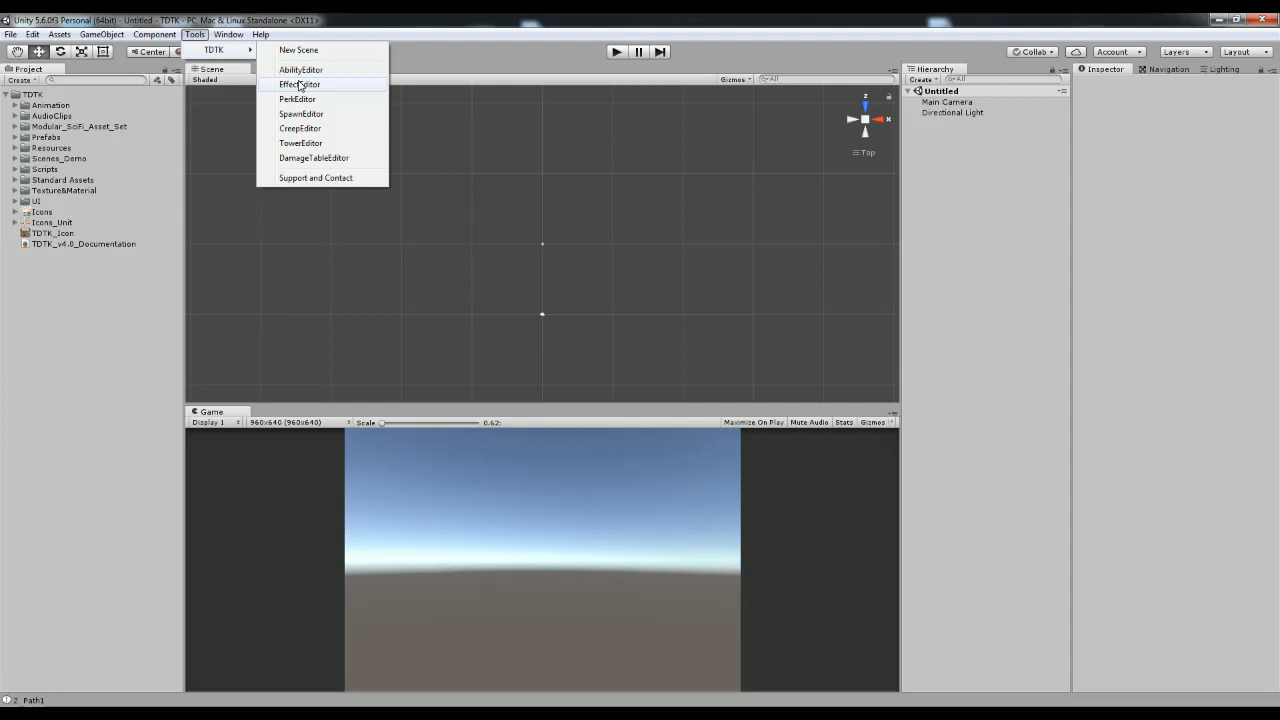 Unity 5.6.0f3 Personal (64bit) - Untitled - TDTK - PC, Mac & Linux Standalone <DX11>
File Edit Assets GameObject Component Tools Window Help
Center Collab Account Layers Layout
TDTK
New Scene
AbilityEditor
EffectEditor
PerkEditor
SpawnEditor
CreepEditor
TowerEditor
DamageTableEditor
Support and Contact
Project
Create
TDTK
Animation
AudioClips
Modular_SciFi_Asset_Set
Prefabs
Resources
Scenes_Demo
Scripts
Standard Assets
Texture&Material
UI
Icons
Icons_Unit
TDTK_Icon
TDTK_v4.0_Documentation
Scene
Shaded
Gizmos All
z
x
Top
Game
Display 1 960x640 (960x640) Scale 0.62: Maximize On Play Mute Audio Stats Gizmos
Hierarchy
Create All
Untitled
Main Camera
Directional Light
Inspector Navigation Lighting
2 Path1